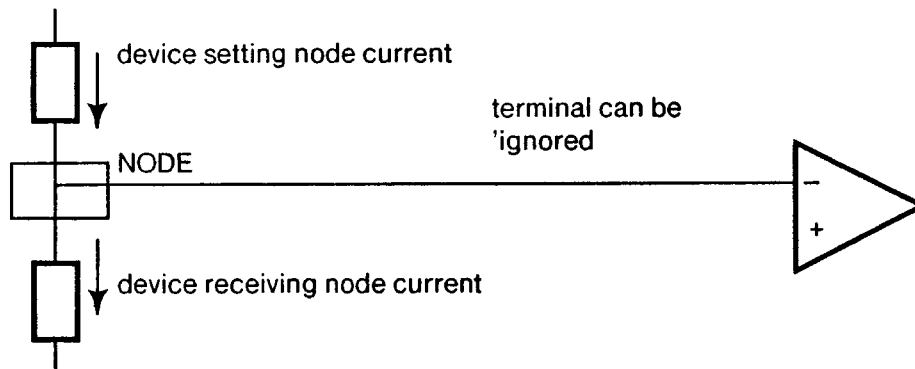 device setting node current
terminal can be
'ignored
NODE
−
+
device receiving node current